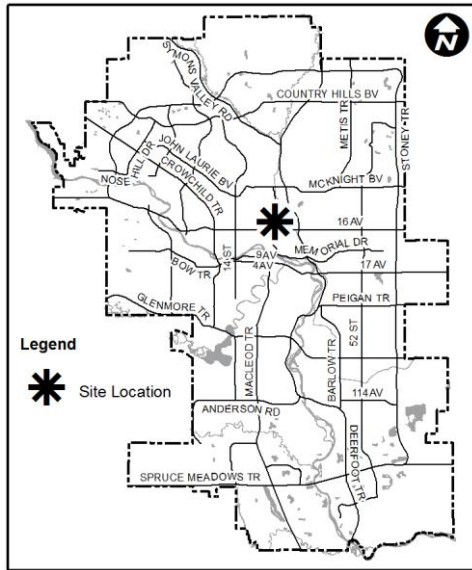 N
SYMONS VALLEY RD
COUNTRY HILLS BV
METIS TR
STONEY TR
JOHN LAURIE BV
CROWCHILD TR
HILL DR
NOSE
MCKNIGHT BV
16 AV
MEMORIAL DR
9 AV
4 AV
17 AV
14 ST
BOW TR
PEIGAN TR
GLENMORE TR
52 ST
BARLOW TR
MACLEOD TR
Legend
Site Location
114 AV
ANDERSON RD
DEERFOOT TR
SPRUCE MEADOWS TR